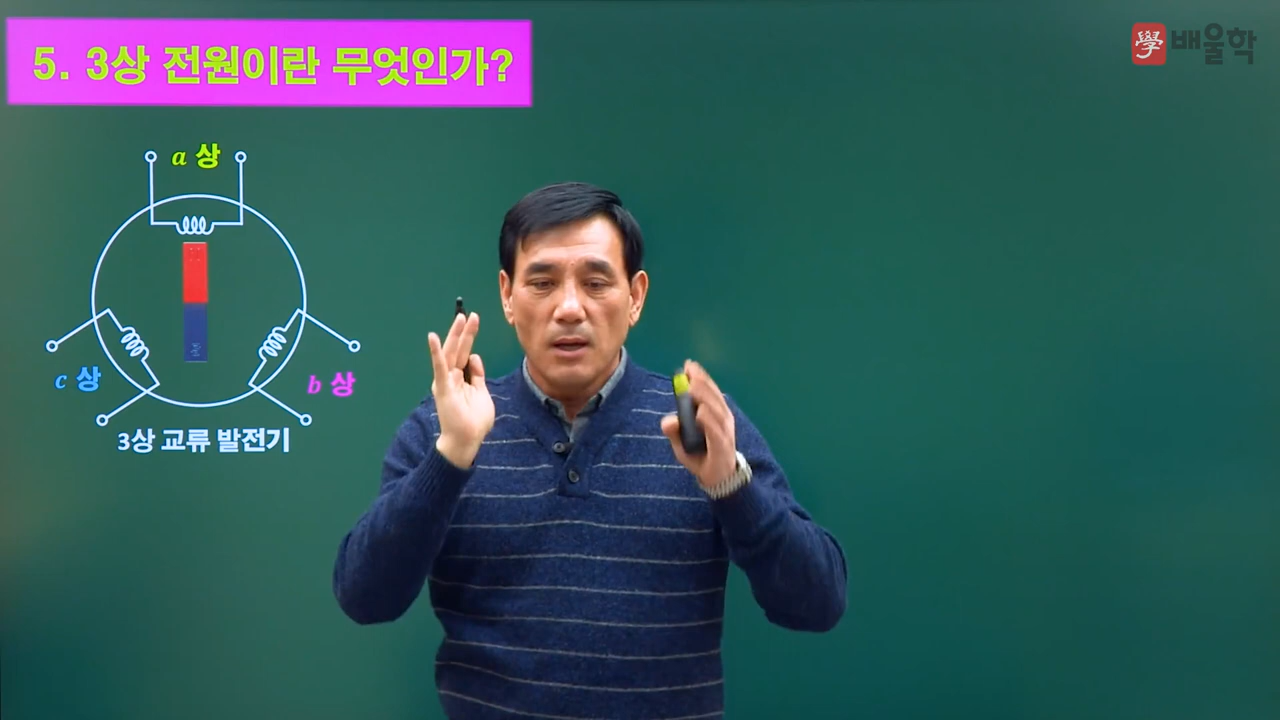 5. 3상 전원이란 무엇인가?
學 배울학
a 상
c 상
b 상
3상 교류 발전기